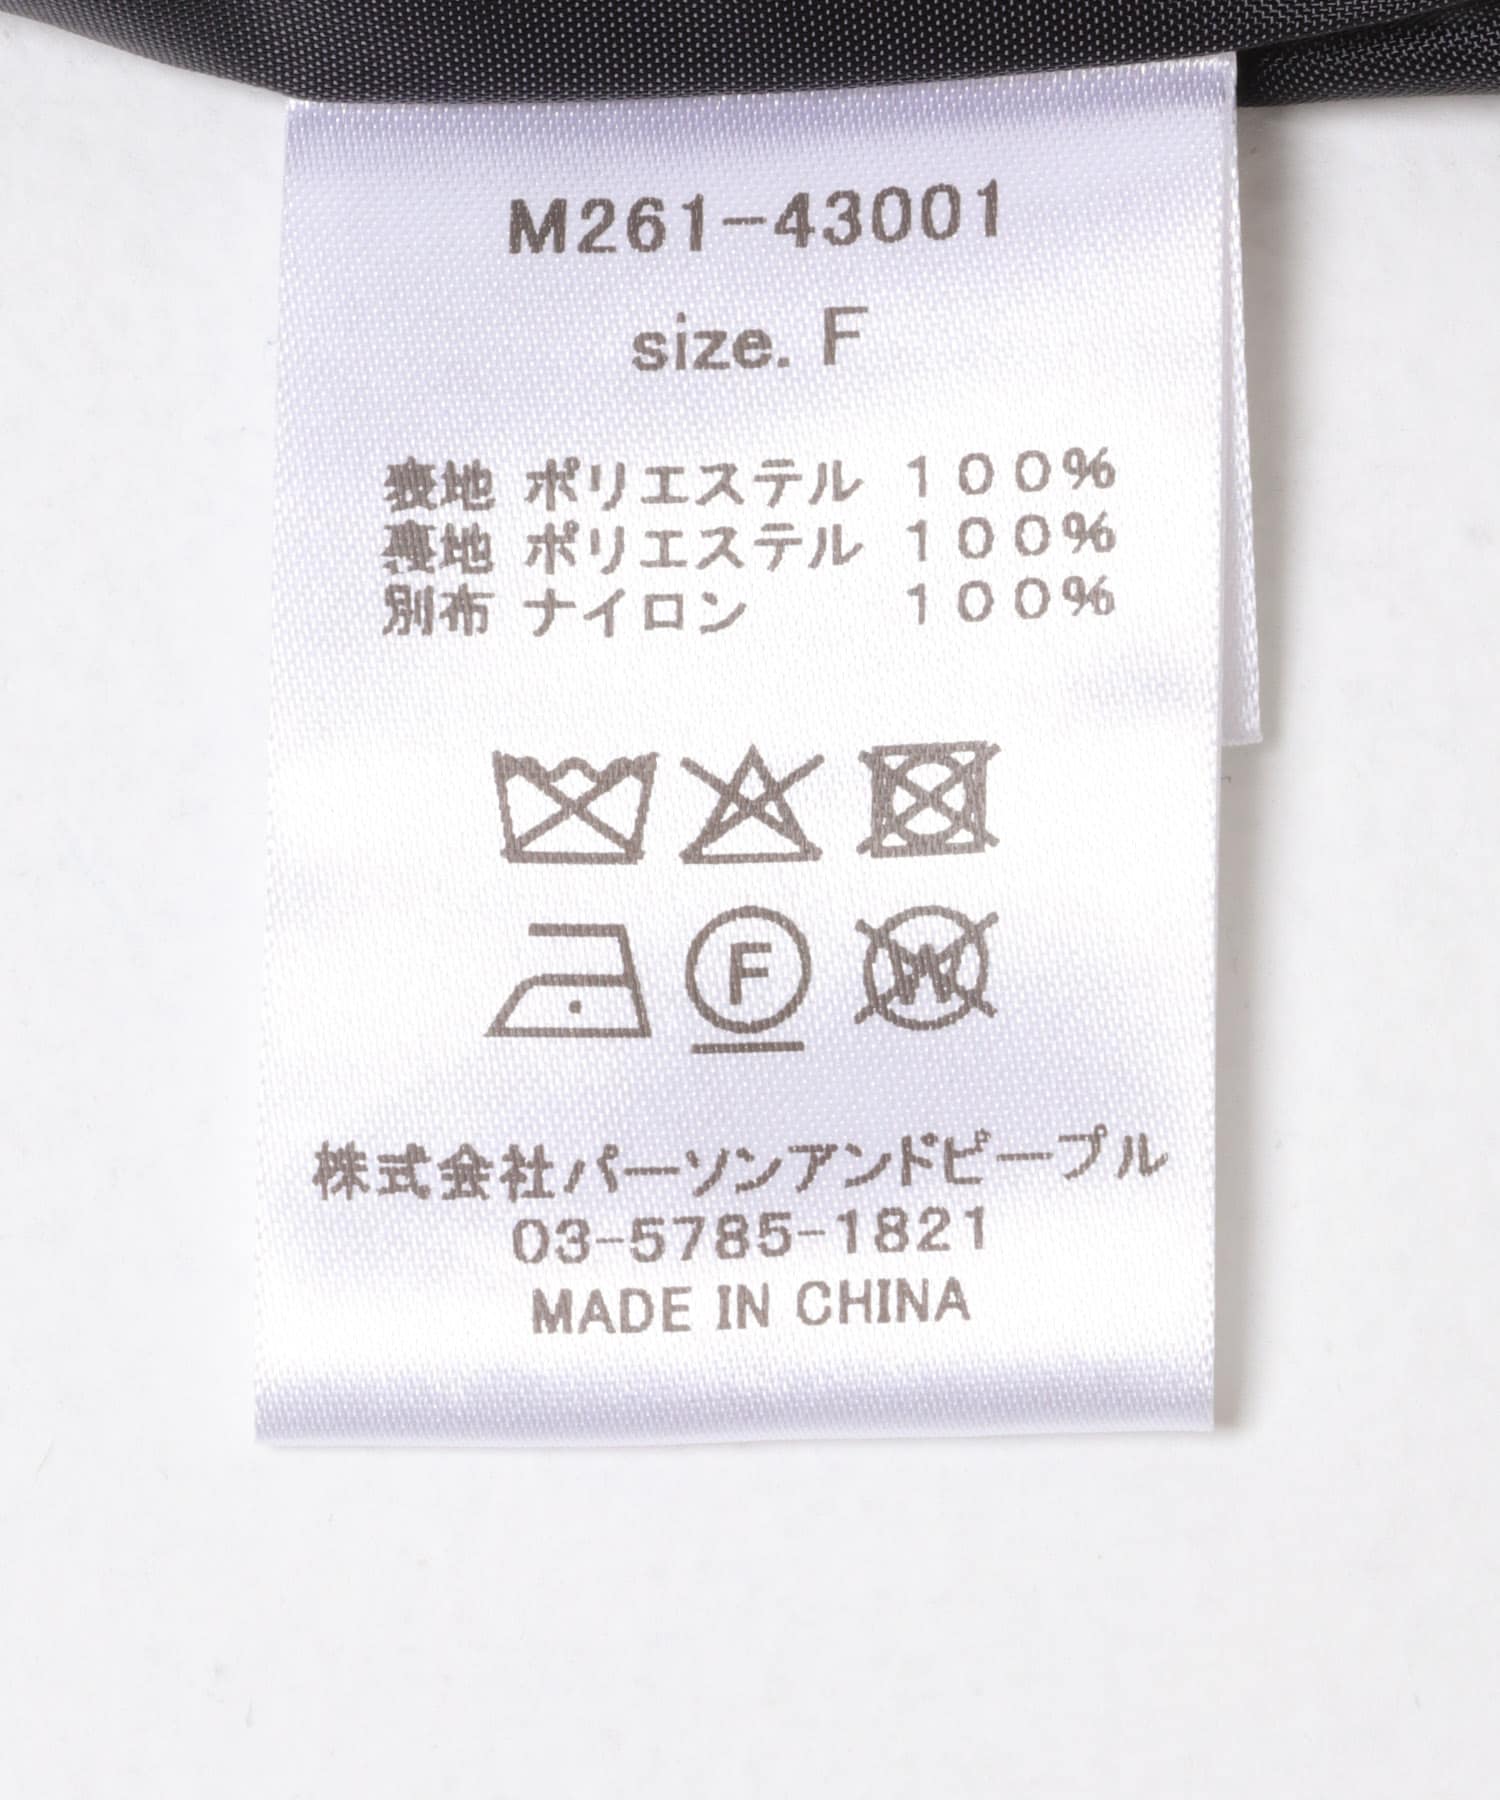 M261-43001
size. F
表地 ポリエステル 100%
裏地 ポリエステル 100%
別布 ナイロン 100%
F
W
株式会社パーソンアンドピープル
03-5785-1821
MADE IN CHINA